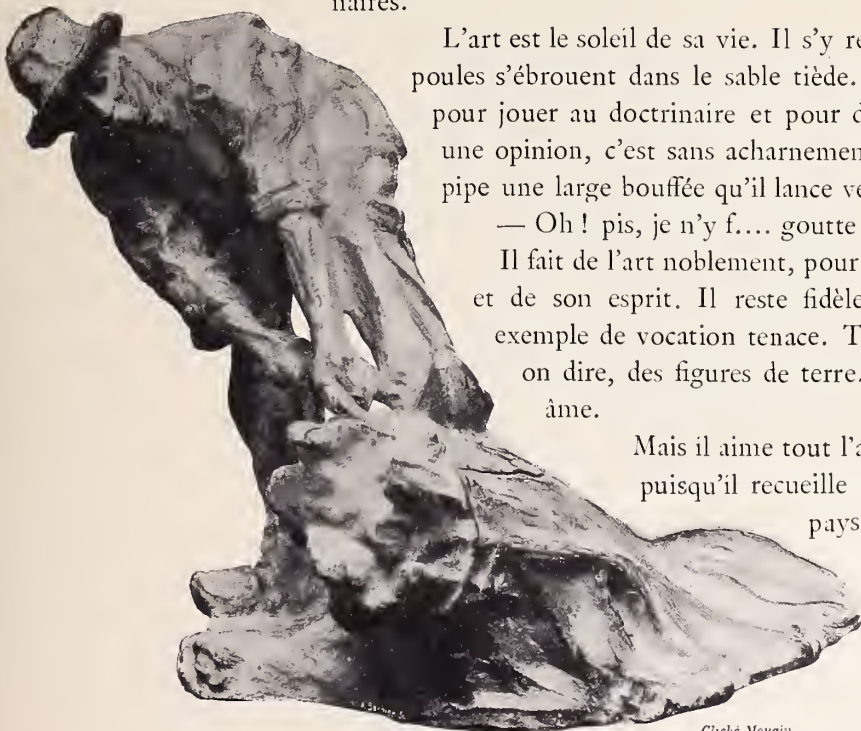 naires.
L'art est le soleil de sa vie. Il s'y re
poules s'ébrouent dans le sable tiède.
pour jouer au doctrinaire et pour d
une opinion, c'est sans acharnemen
pipe une large bouffée qu'il lance ve
— Oh ! pis, je n'y f.... goutte
Il fait de l'art noblement, pour
et de son esprit. Il reste fidèle
exemple de vocation tenace. T
on dire, des figures de terre.
âme.
Mais il aime tout l'a
puisqu'il recueille
pays
Cliché